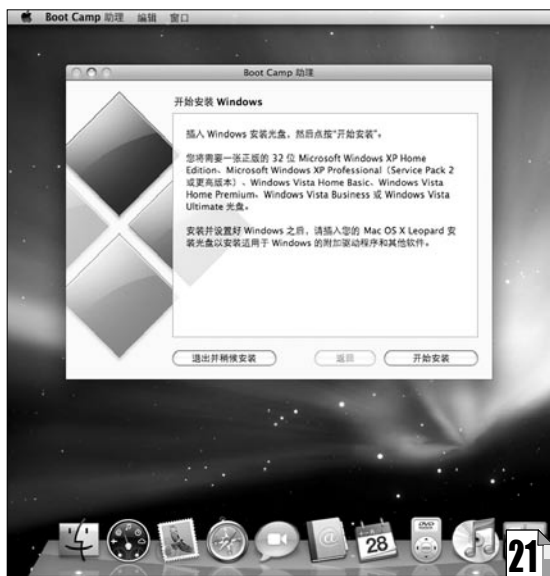 Boot Camp 助理 编辑 窗口
Boot Camp 助理
开始安装 Windows
插入 Windows 安装光盘，然后点按“开始安装”。
您将需要一张正版的 32 位 Microsoft Windows XP Home
Edition、Microsoft Windows XP Professional（Service Pack 2
或更高版本）、Windows Vista Home Basic、Windows Vista
Home Premium、Windows Vista Business 或 Windows Vista
Ultimate 光盘。
安装并设置好 Windows 之后，请插入您的 Mac OS X Leopard 安
装光盘以安装适用于 Windows 的附加驱动程序和其他软件。
退出并稍候安装 返回 开始安装
28
DVD
21